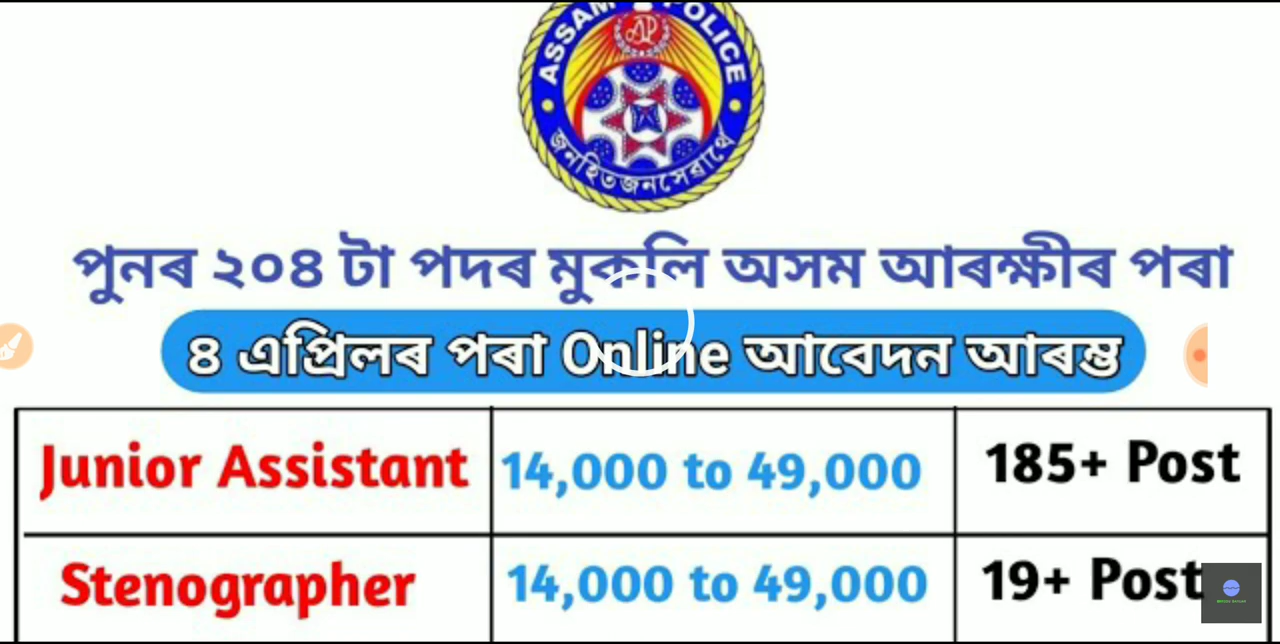 ASSAM POLICE
AP
জনহিতজনসেৱাৰ্থে
পুনৰ ২০৪ টা পদৰ মুকলি অসম আৰক্ষীৰ পৰা
৪ এপ্ৰিলৰ পৰা Online আবেদন আৰম্ভ
Junior Assistant 14,000 to 49,000 185+ Post
Stenographer 14,000 to 49,000 19+ Post